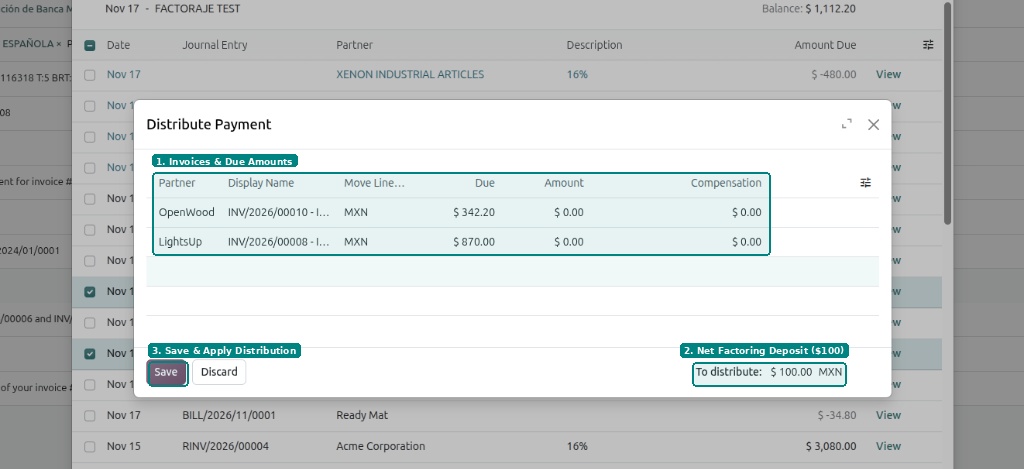 ción de Banca M
Nov 17 - FACTORAJE TEST Balance: $ 1,112.20
ESPAÑOLA × P Date Journal Entry Partner Description Amount Due
116318 T:5 BRT: Nov 17 XENON INDUSTRIAL ARTICLES 16% $ -480.00 View
08
Distribute Payment
1. Invoices & Due Amounts
ent for invoice # Partner Display Name Move Line... Due Amount Compensation
OpenWood INV/2026/00010 - I... MXN $ 342.20 $ 0.00 $ 0.00
2024/01/0001 LightsUp INV/2026/00008 - I... MXN $ 870.00 $ 0.00 $ 0.00
/00006 and INV/
3. Save & Apply Distribution 2. Net Factoring Deposit ($100)
Save Discard To distribute: $ 100.00 MXN
of your invoice #
Nov 17 BILL/2026/11/0001 Ready Mat $ -34.80 View
Nov 15 RINV/2026/00004 Acme Corporation 16% $ 3,080.00 View